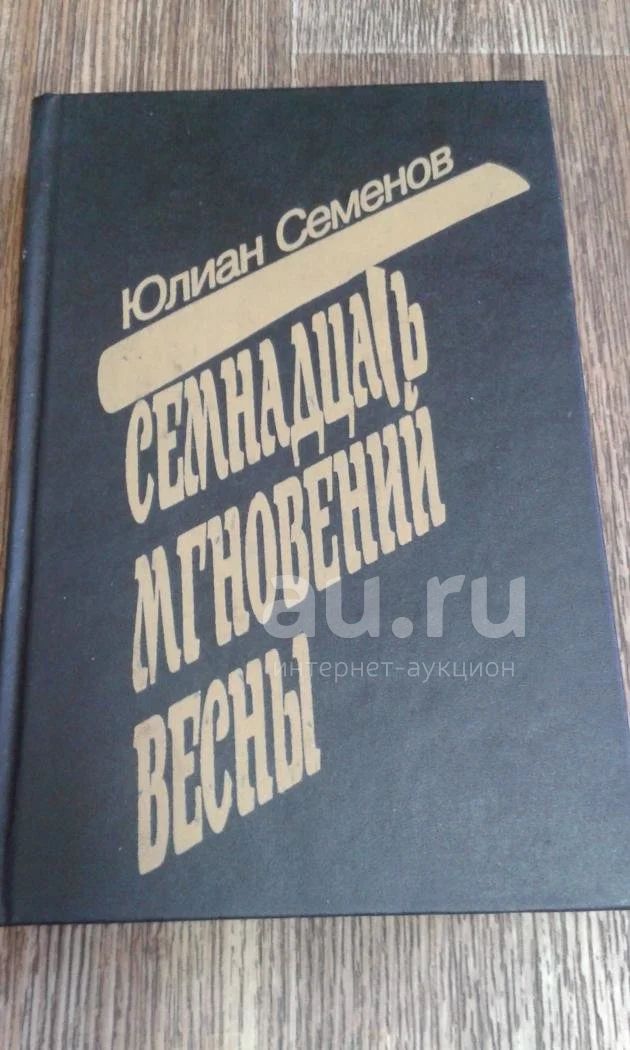 Юлиан Семенов
СЕМНАДЦАТЬ
МГНОВЕНИЙ
ВЕСНЫ
au.ru
интернет-аукцион